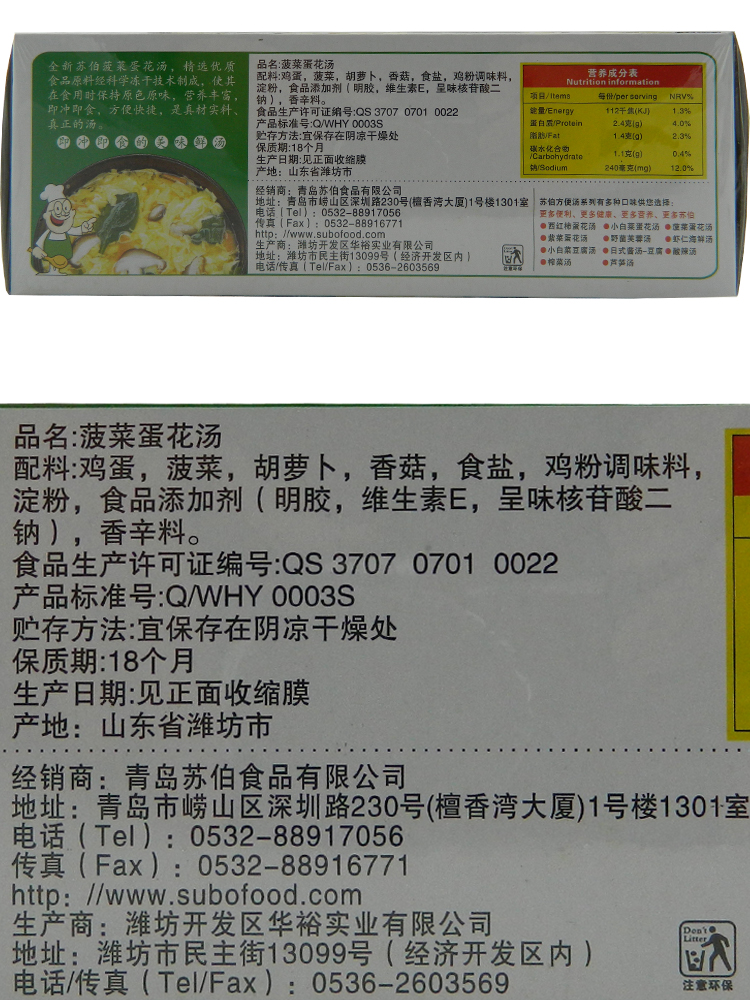 全新苏伯菠菜蛋花汤，精选优质
食品原料经科学冻干技术制成，使其
在食用时保持原色原味，营养丰富，
即冲即食，方便快捷，是真材实料、
真正的汤。
即冲即食的美味鲜汤
品名:菠菜蛋花汤
配料:鸡蛋，菠菜，胡萝卜，香菇，食盐，鸡粉调味料，
淀粉，食品添加剂（明胶，维生素E，呈味核苷酸二
钠），香辛料。
食品生产许可证编号:QS 3707 0701 0022
产品标准号:Q/WHY 0003S
贮存方法:宜保存在阴凉干燥处
保质期:18个月
生产日期:见正面收缩膜
产地：山东省潍坊市
经销商：青岛苏伯食品有限公司
地址：青岛市崂山区深圳路230号(檀香湾大厦)1号楼1301室
电话（Tel）：0532-88917056
传真（Fax）：0532-88916771
http：//www.subofood.com
生产商：潍坊开发区华裕实业有限公司
地址：潍坊市民主街13099号（经济开发区内）
电话/传真（Tel/Fax）：0536-2603569
注意环保
营养成分表
Nutrition information
项目/Items 每份/per serving NRV%
能量/Energy 112千焦(KJ) 1.3%
蛋白质/Protein 2.4克(g) 4.0%
脂肪/Fat 1.4克(g) 2.3%
碳水化合物
/Carbohydrate 1.1克(g) 0.4%
钠/Sodium 240毫克(mg) 12.0%
苏伯方便汤系列有多种口味供您选择：
更多便利、更多健康、更多营养、更多苏伯
西红柿蛋花汤 小白菜蛋花汤 菠菜蛋花汤
紫菜蛋花汤 野菌芙蓉汤 虾仁海鲜汤
小白菜豆腐汤 日式酱汤-豆腐 酸辣汤
榨菜汤 芦笋汤
品名:菠菜蛋花汤
配料:鸡蛋，菠菜，胡萝卜，香菇，食盐，鸡粉调味料，
淀粉，食品添加剂（明胶，维生素E，呈味核苷酸二
钠），香辛料。
食品生产许可证编号:QS 3707 0701 0022
产品标准号:Q/WHY 0003S
贮存方法:宜保存在阴凉干燥处
保质期:18个月
生产日期:见正面收缩膜
产地：山东省潍坊市
经销商：青岛苏伯食品有限公司
地址：青岛市崂山区深圳路230号(檀香湾大厦)1号楼1301室
电话（Tel）：0532-88917056
传真（Fax）：0532-88916771
http：//www.subofood.com
生产商：潍坊开发区华裕实业有限公司
地址：潍坊市民主街13099号（经济开发区内）
电话/传真（Tel/Fax）：0536-2603569
Don't
Litter
注意环保